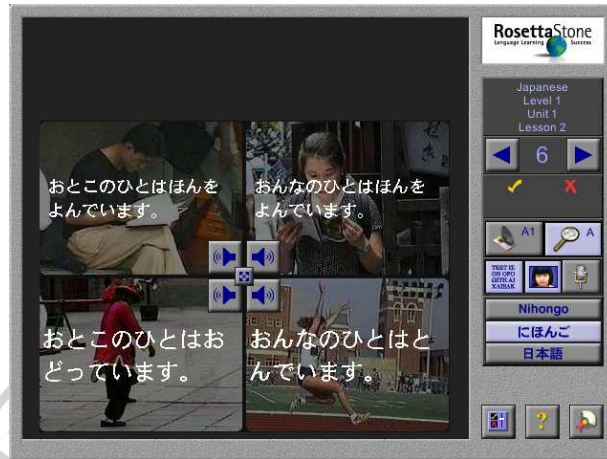 RosettaStone
Language Learning Success
Japanese
Level 1
Unit 1
Lesson 2
6
おとこのひとはほんを
よんでいます。
おんなのひとはほんを
よんでいます。
おとこのひとはお
どっています。
おんなのひとはと
んでいます。
A1
A
Nihongo
にほんご
日本語
?